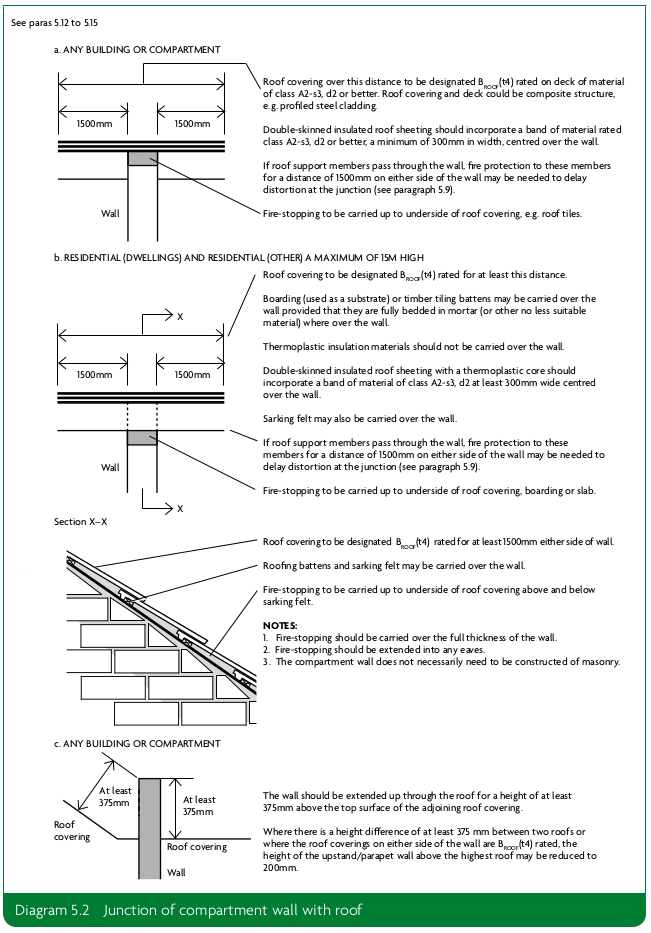 See paras 5.12 to 5.15
a. ANY BUILDING OR COMPARTMENT
Roof covering over this distance to be designated BROOF(t4) rated on deck of material
of class A2-s3, d2 or better. Roof covering and deck could be composite structure,
e.g. profiled steel cladding.
1500mm
1500mm
Double-skinned insulated roof sheeting should incorporate a band of material rated
class A2-s3, d2 or better, a minimum of 300mm in width, centred over the wall.
If roof support members pass through the wall, fire protection to these members
for a distance of 1500mm on either side of the wall may be needed to delay
distortion at the junction (see paragraph 5.9).
Wall
Fire-stopping to be carried up to underside of roof covering, e.g. roof tiles.
b. RESIDENTIAL (DWELLINGS) AND RESIDENTIAL (OTHER) A MAXIMUM OF 15M HIGH
Roof covering to be designated BROOF(t4) rated for at least this distance.
Boarding (used as a substrate) or timber tiling battens may be carried over the
wall provided that they are fully bedded in mortar (or other no less suitable
material) where over the wall.
X
Thermoplastic insulation materials should not be carried over the wall.
1500mm
1500mm
Double-skinned insulated roof sheeting with a thermoplastic core should
incorporate a band of material of class A2-s3, d2 at least 300mm wide centred
over the wall.
Sarking felt may also be carried over the wall.
If roof support members pass through the wall, fire protection to these
members for a distance of 1500mm on either side of the wall may be needed to
delay distortion at the junction (see paragraph 5.9).
Wall
Fire-stopping to be carried up to underside of roof covering, boarding or slab.
X
Section X–X
Roof covering to be designated BROOF(t4) rated for at least 1500mm either side of wall.
Roofing battens and sarking felt may be carried over the wall.
Fire-stopping to be carried up to underside of roof covering above and below
sarking felt.
NOTES:
1. Fire-stopping should be carried over the full thickness of the wall.
2. Fire-stopping should be extended into any eaves.
3. The compartment wall does not necessarily need to be constructed of masonry.
c. ANY BUILDING OR COMPARTMENT
At least
375mm
At least
375mm
Roof
covering
Roof covering
Wall
The wall should be extended up through the roof for a height of at least
375mm above the top surface of the adjoining roof covering.
Where there is a height difference of at least 375 mm between two roofs or
where the roof coverings on either side of the wall are BROOF(t4) rated, the
height of the upstand/parapet wall above the highest roof may be reduced to
200mm.
Diagram 5.2 Junction of compartment wall with roof